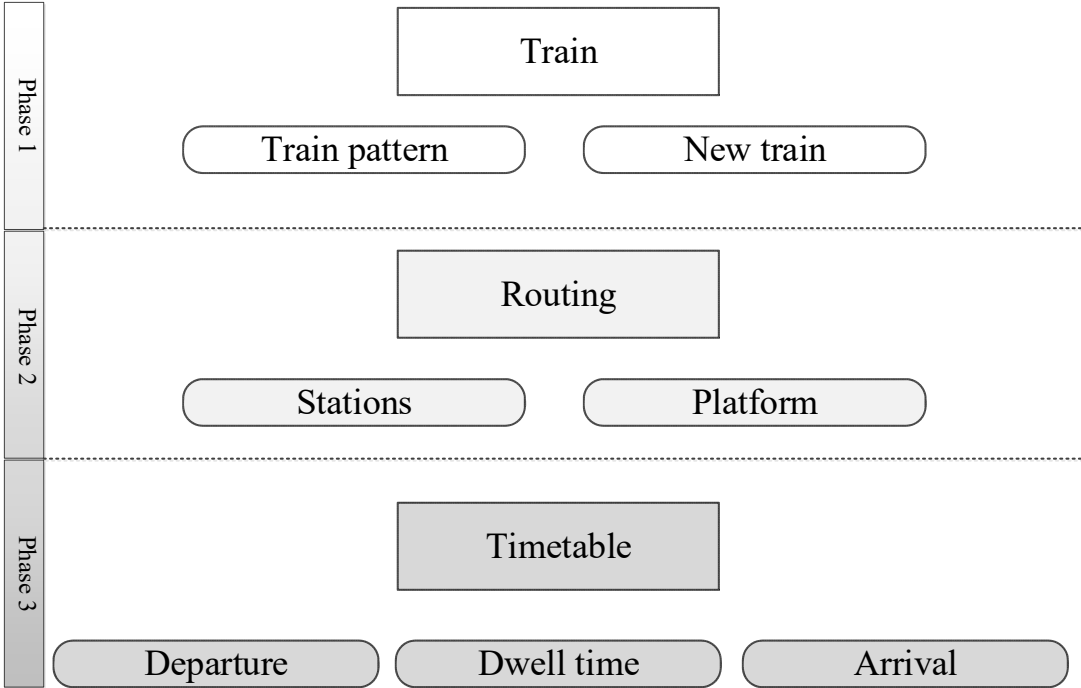 Phase 1
Train
Train pattern
New train
Phase 2
Routing
Stations
Platform
Phase 3
Timetable
Departure
Dwell time
Arrival